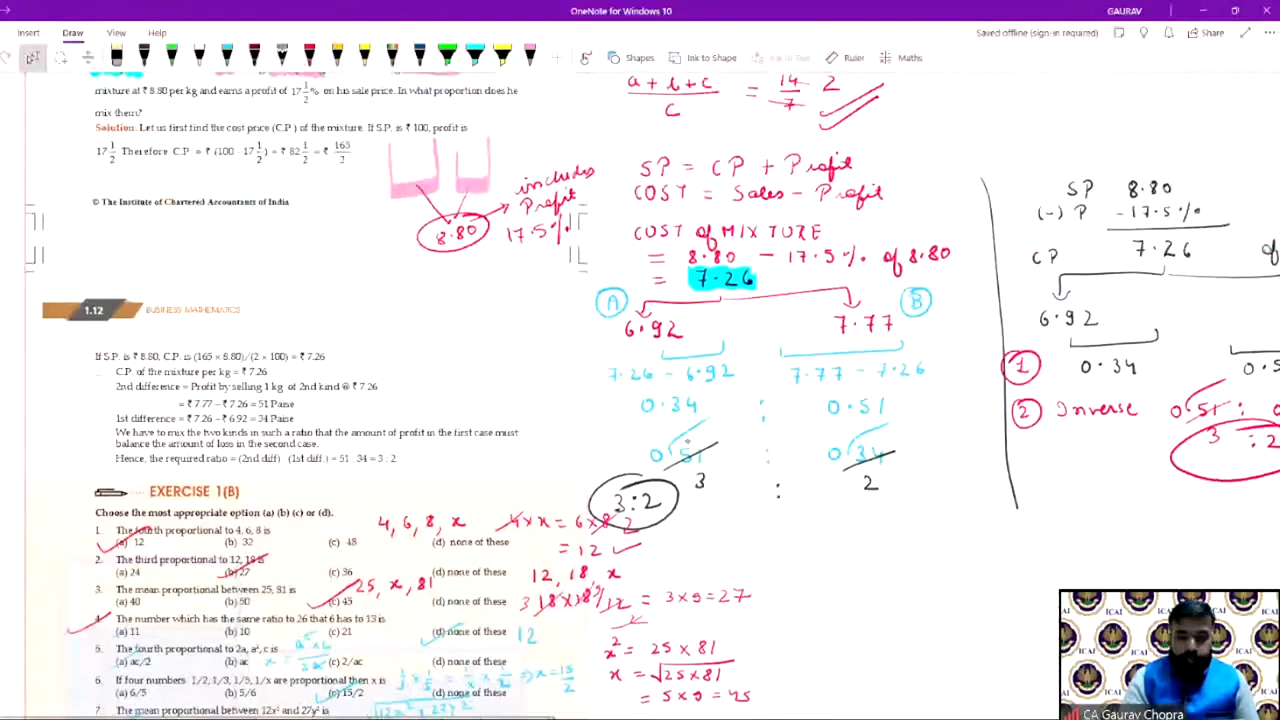 OneNote for Windows 10
GAURAV
Insert Draw View Help
Saved offline (sign-in required)
Share
Shapes
Ink to Shape
Ink to Text
Ruler
Maths
mixture at ₹ 8.80 per kg and earns a profit of 17 1/2 % on his sale price. In what proportion does he
mix them?
Solution. Let us first find the cost price (C.P.) of the mixture. If S.P. is ₹ 100, profit is
17 1/2 Therefore C.P. = ₹ (100 - 17 1/2) = ₹ 82 1/2 = ₹ 165/2
© The Institute of Chartered Accountants of India
8.80
includes
Profit
17.5%
1.12 BUSINESS MATHEMATICS
If S.P. is ₹ 8.80, C.P. is (165 × 8.80)/(2 × 100) = ₹ 7.26
C.P. of the mixture per kg = ₹ 7.26
2nd difference = Profit by selling 1 kg. of 2nd kind @ ₹ 7.26
= ₹ 7.77 – ₹ 7.26 = 51 Paise
1st difference = ₹ 7.26 – ₹ 6.92 = 34 Paise
We have to mix the two kinds in such a ratio that the amount of profit in the first case must
balance the amount of loss in the second case.
Hence, the required ratio = (2nd diff) : (1st diff.) = 51 : 34 = 3 : 2.
EXERCISE 1(B)
Choose the most appropriate option (a) (b) (c) or (d).
1. The fourth proportional to 4, 6, 8 is
(a) 12 (b) 32 (c) 48 (d) none of these
2. The third proportional to 12, 18 is
(a) 24 (b) 27 (c) 36 (d) none of these
3. The mean proportional between 25, 81 is
(a) 40 (b) 50 (c) 45 (d) none of these
4. The number which has the same ratio to 26 that 6 has to 13 is
(a) 11 (b) 10 (c) 21 (d) none of these 12
5. The fourth proportional to 2a, a², c is
(a) ac/2 (b) ac (c) 2/ac (d) none of these
6. If four numbers 1/2, 1/3, 1/5, 1/x are proportional then x is
(a) 6/5 (b) 5/6 (c) 15/2 (d) none of these
7. The mean proportional between 12x² and 27y² is
4, 6, 8, x
4 × x = 6 × 8 2
= 12
12, 18, x
25, x, 81
= 3 × 9 = 27
x² = 25 × 81
x = √25 × 81
= 5 × 9 = 45
a + b + c / c = 14/7 2
SP = CP + Profit
COST = Sales - Profit
COST of MIXTURE
= 8.80 - 17.5% of 8.80
= 7.26
A B
6.92 7.77
7.26 - 6.92 7.77 - 7.26
0.34 : 0.51
0.51 : 0.34
3 : 2
3:2
SP 8.80
(-) P -17.5%
CP 7.26
6.92
1 0.34
2 Inverse 0.51 :
3 : 2
ICAI
CA Gaurav Chopra